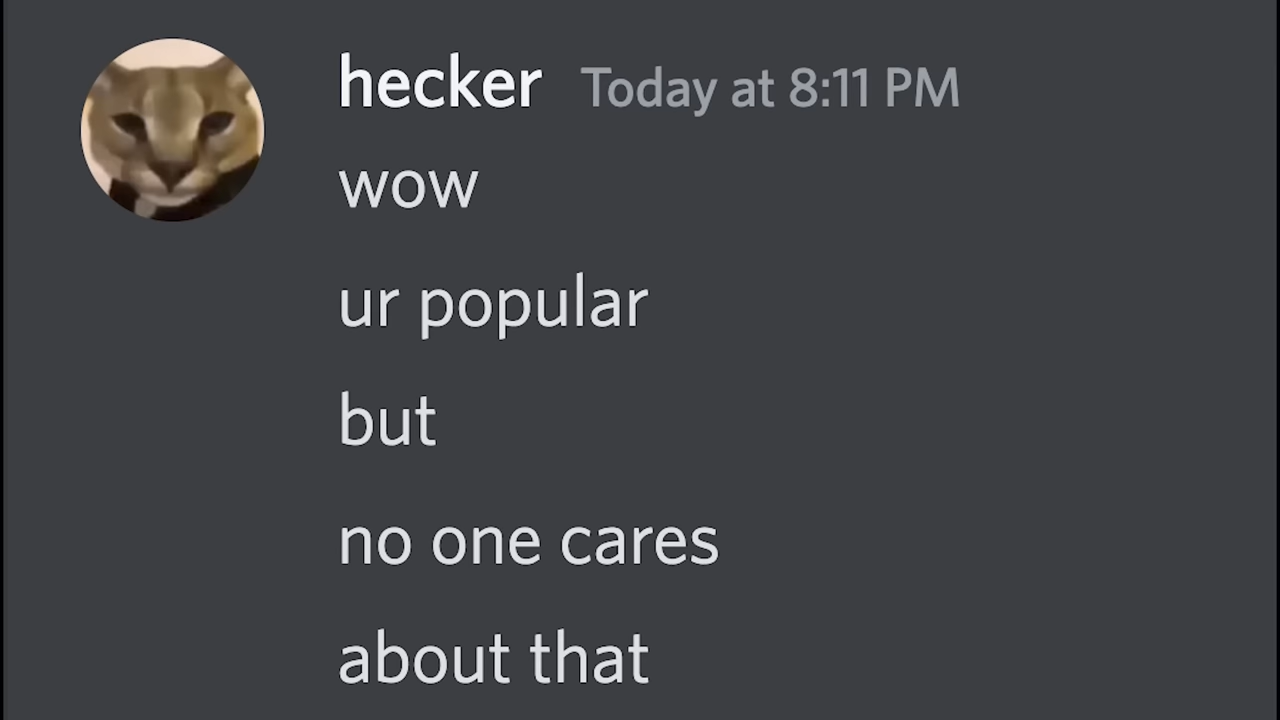 hecker Today at 8:11 PM
wow
ur popular
but
no one cares
about that